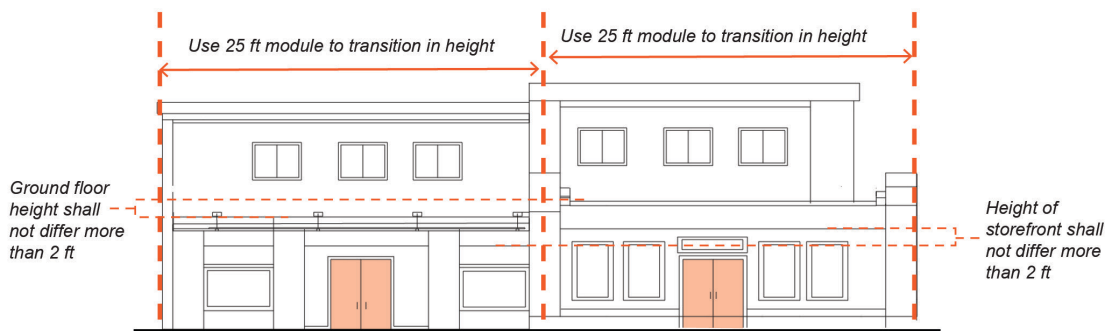 Use 25 ft module to transition in height
Use 25 ft module to transition in height
Ground floor
height shall
not differ more
than 2 ft
Height of
storefront shall
not differ more
than 2 ft